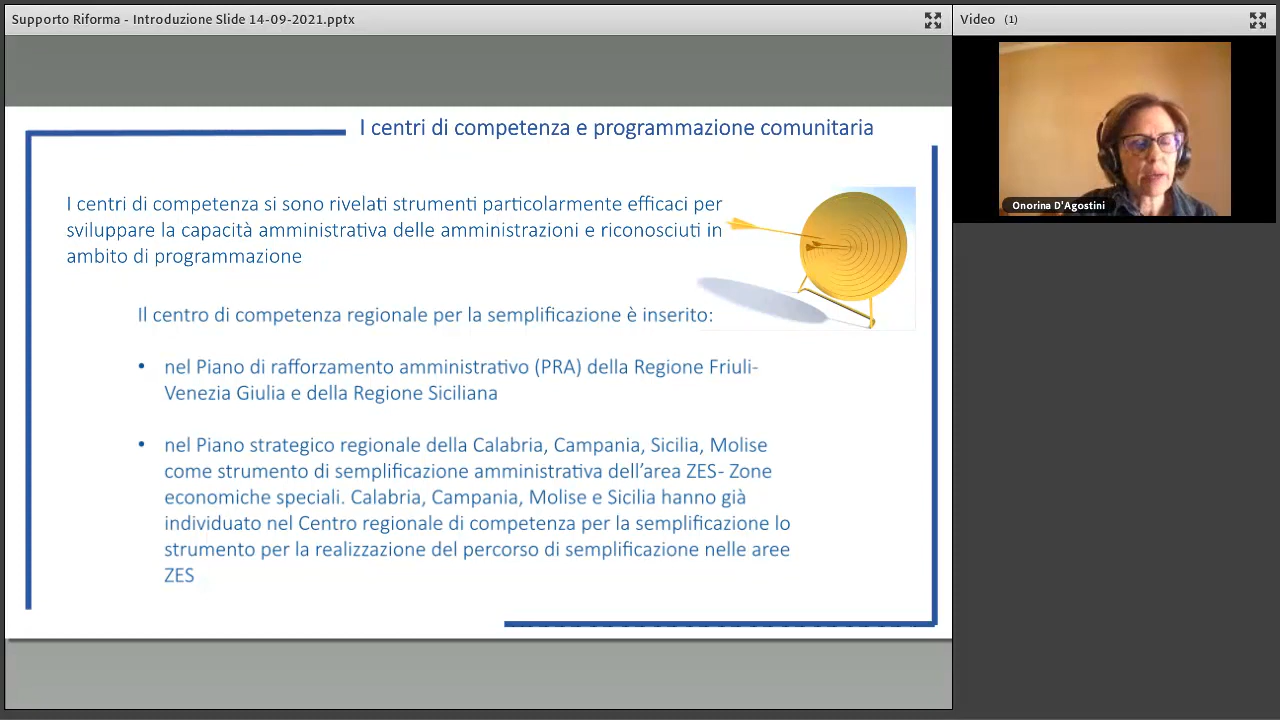 Supporto Riforma - Introduzione Slide 14-09-2021.pptx
Video (1)
Onorina D'Agostini
I centri di competenza e programmazione comunitaria
I centri di competenza si sono rivelati strumenti particolarmente efficaci per
sviluppare la capacità amministrativa delle amministrazioni e riconosciuti in
ambito di programmazione
Il centro di competenza regionale per la semplificazione è inserito:
• nel Piano di rafforzamento amministrativo (PRA) della Regione Friuli-
Venezia Giulia e della Regione Siciliana
• nel Piano strategico regionale della Calabria, Campania, Sicilia, Molise
come strumento di semplificazione amministrativa dell'area ZES- Zone
economiche speciali. Calabria, Campania, Molise e Sicilia hanno già
individuato nel Centro regionale di competenza per la semplificazione lo
strumento per la realizzazione del percorso di semplificazione nelle aree
ZES